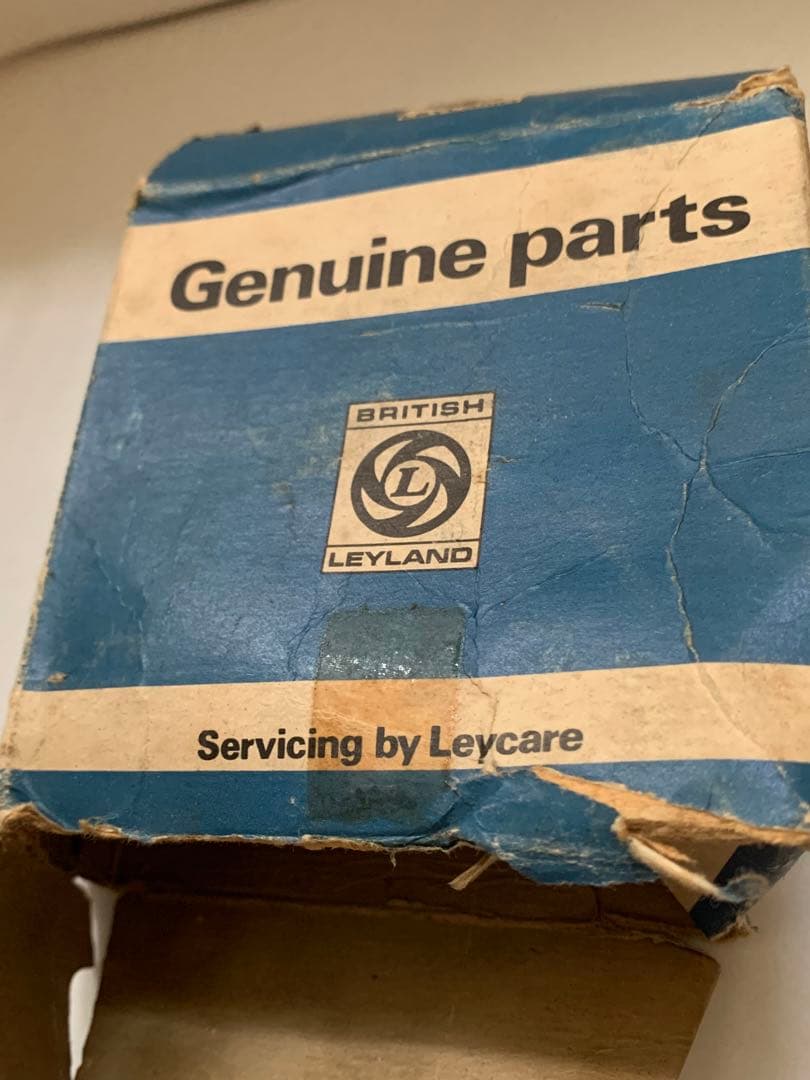 Genuine parts
BRITISH
L
LEYLAND
Servicing by Leycare